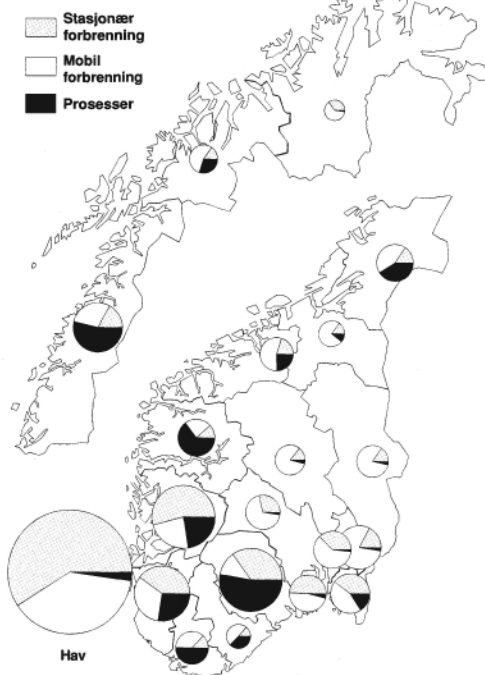 Stasjonær
forbrenning
Mobil
forbrenning
Prosesser
Hav